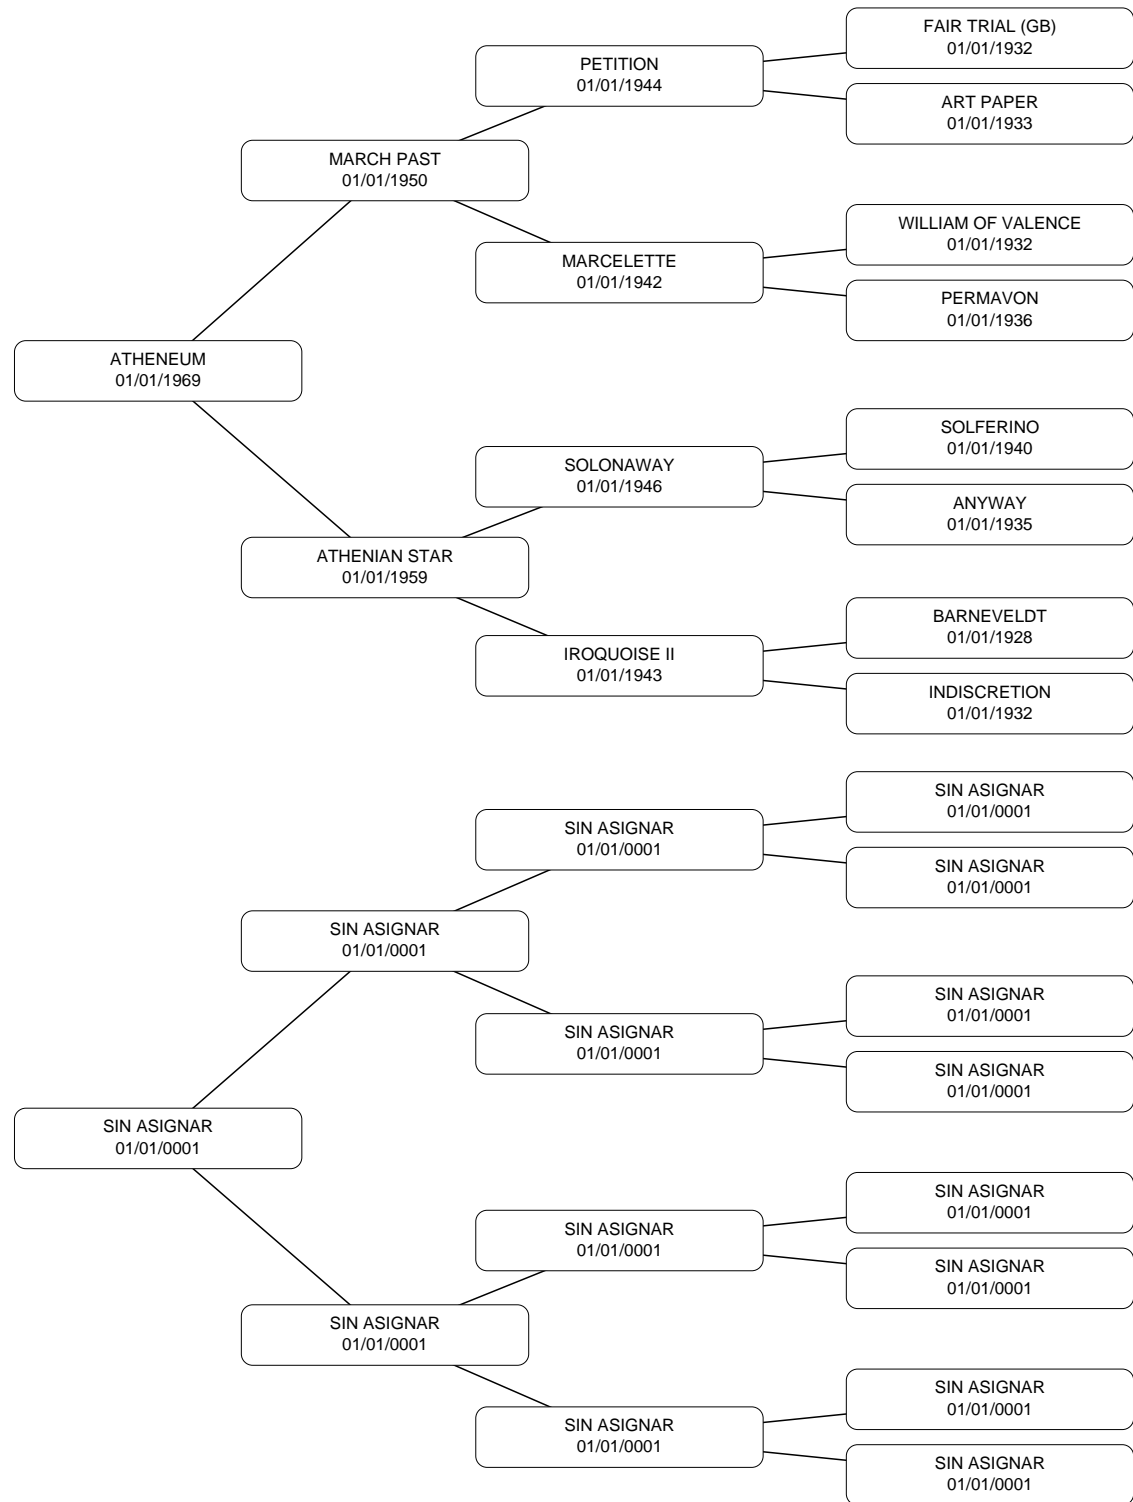 FAIR TRIAL (GB)
01/01/1932
PETITION
01/01/1944
ART PAPER
01/01/1933
MARCH PAST
01/01/1950
WILLIAM OF VALENCE
01/01/1932
MARCELETTE
01/01/1942
PERMAVON
01/01/1936
ATHENEUM
01/01/1969
SOLFERINO
01/01/1940
SOLONAWAY
01/01/1946
ANYWAY
01/01/1935
ATHENIAN STAR
01/01/1959
BARNEVELDT
01/01/1928
IROQUOISE II
01/01/1943
INDISCRETION
01/01/1932
SIN ASIGNAR
01/01/0001
SIN ASIGNAR
01/01/0001
SIN ASIGNAR
01/01/0001
SIN ASIGNAR
01/01/0001
SIN ASIGNAR
01/01/0001
SIN ASIGNAR
01/01/0001
SIN ASIGNAR
01/01/0001
SIN ASIGNAR
01/01/0001
SIN ASIGNAR
01/01/0001
SIN ASIGNAR
01/01/0001
SIN ASIGNAR
01/01/0001
SIN ASIGNAR
01/01/0001
SIN ASIGNAR
01/01/0001
SIN ASIGNAR
01/01/0001
SIN ASIGNAR
01/01/0001